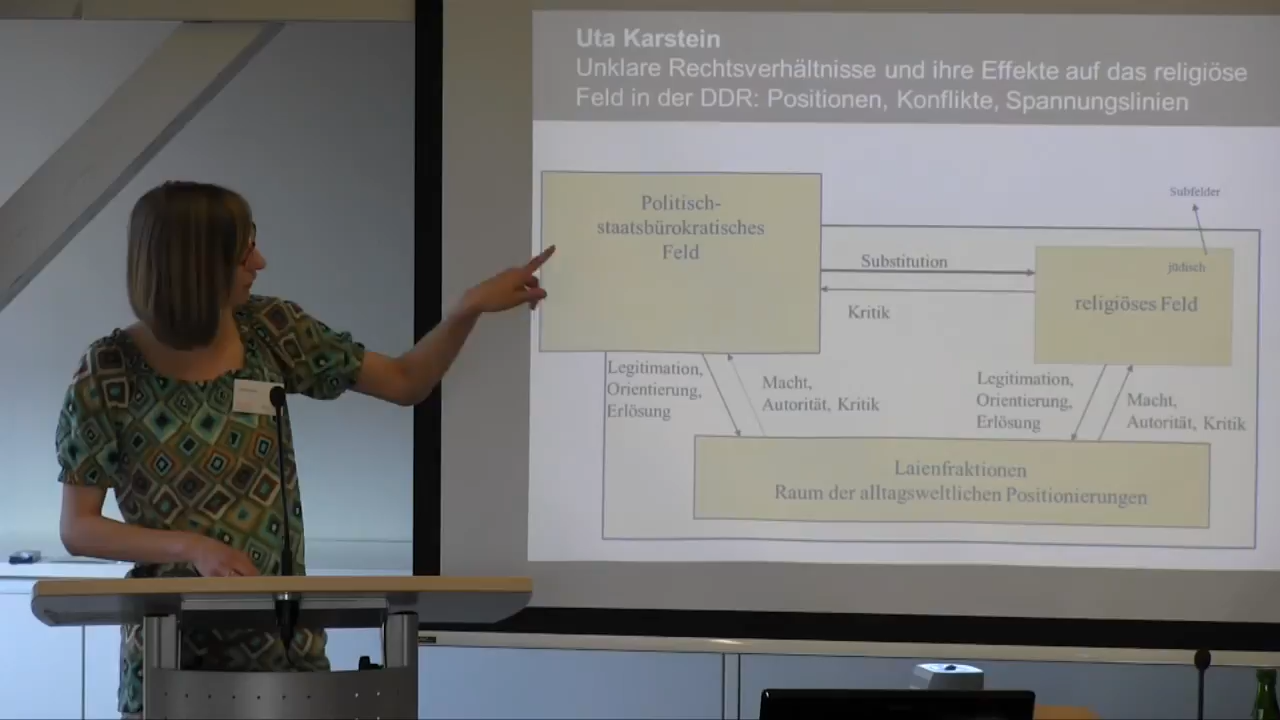 Uta Karstein
Unklare Rechtsverhältnisse und ihre Effekte auf das religiöse
Feld in der DDR: Positionen, Konflikte, Spannungslinien
Politisch-
staatsbürokratisches
Feld
Subfelder
jüdisch
religiöses Feld
Substitution
Kritik
Legitimation,
Orientierung,
Erlösung
Macht,
Autorität, Kritik
Legitimation,
Orientierung,
Erlösung
Macht,
Autorität, Kritik
Laienfraktionen
Raum der alltagsweltlichen Positionierungen